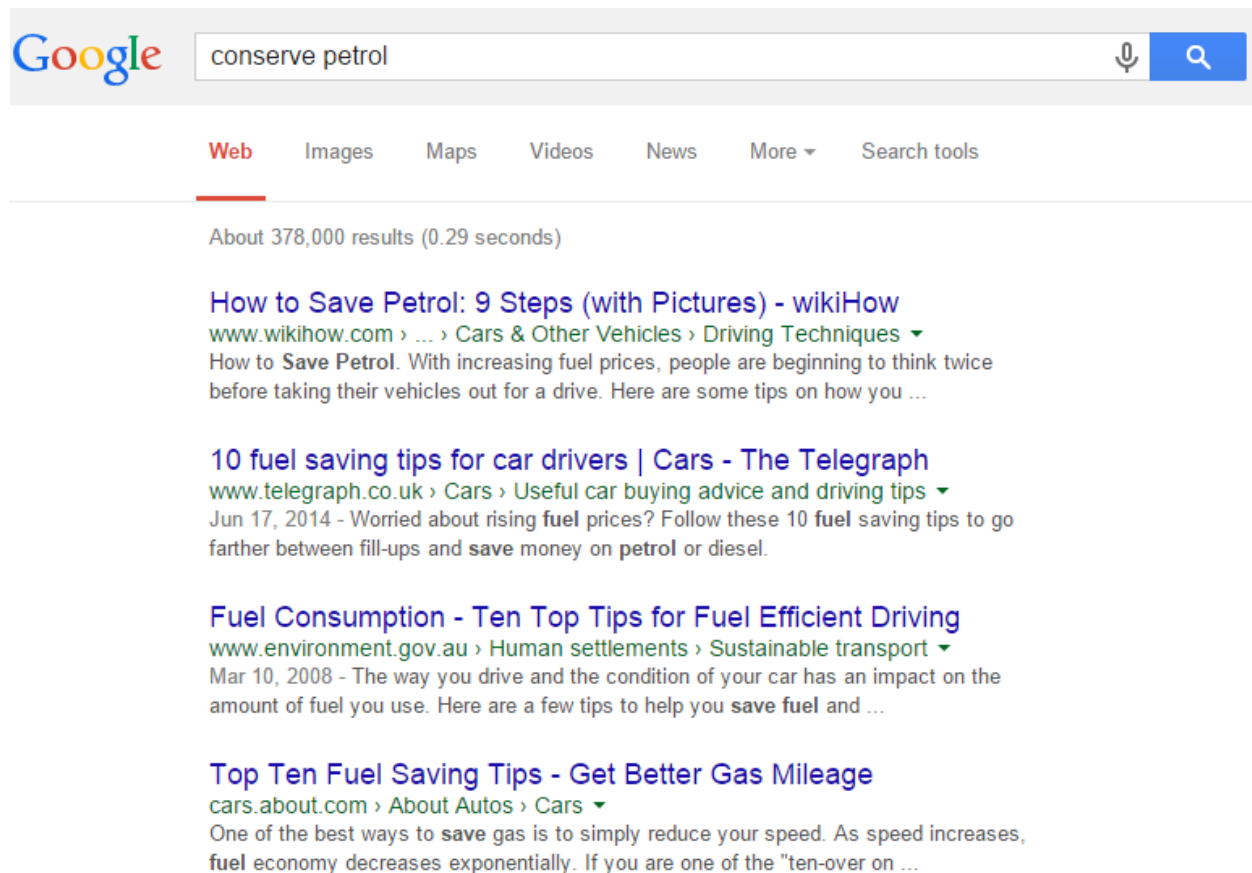 Google conserve petrol
Web Images Maps Videos News More Search tools
About 378,000 results (0.29 seconds)
How to Save Petrol: 9 Steps (with Pictures) - wikiHow
www.wikihow.com › ... › Cars & Other Vehicles › Driving Techniques
How to Save Petrol. With increasing fuel prices, people are beginning to think twice
before taking their vehicles out for a drive. Here are some tips on how you ...
10 fuel saving tips for car drivers | Cars - The Telegraph
www.telegraph.co.uk › Cars › Useful car buying advice and driving tips
Jun 17, 2014 - Worried about rising fuel prices? Follow these 10 fuel saving tips to go
farther between fill-ups and save money on petrol or diesel.
Fuel Consumption - Ten Top Tips for Fuel Efficient Driving
www.environment.gov.au › Human settlements › Sustainable transport
Mar 10, 2008 - The way you drive and the condition of your car has an impact on the
amount of fuel you use. Here are a few tips to help you save fuel and ...
Top Ten Fuel Saving Tips - Get Better Gas Mileage
cars.about.com › About Autos › Cars
One of the best ways to save gas is to simply reduce your speed. As speed increases,
fuel economy decreases exponentially. If you are one of the "ten-over on ...